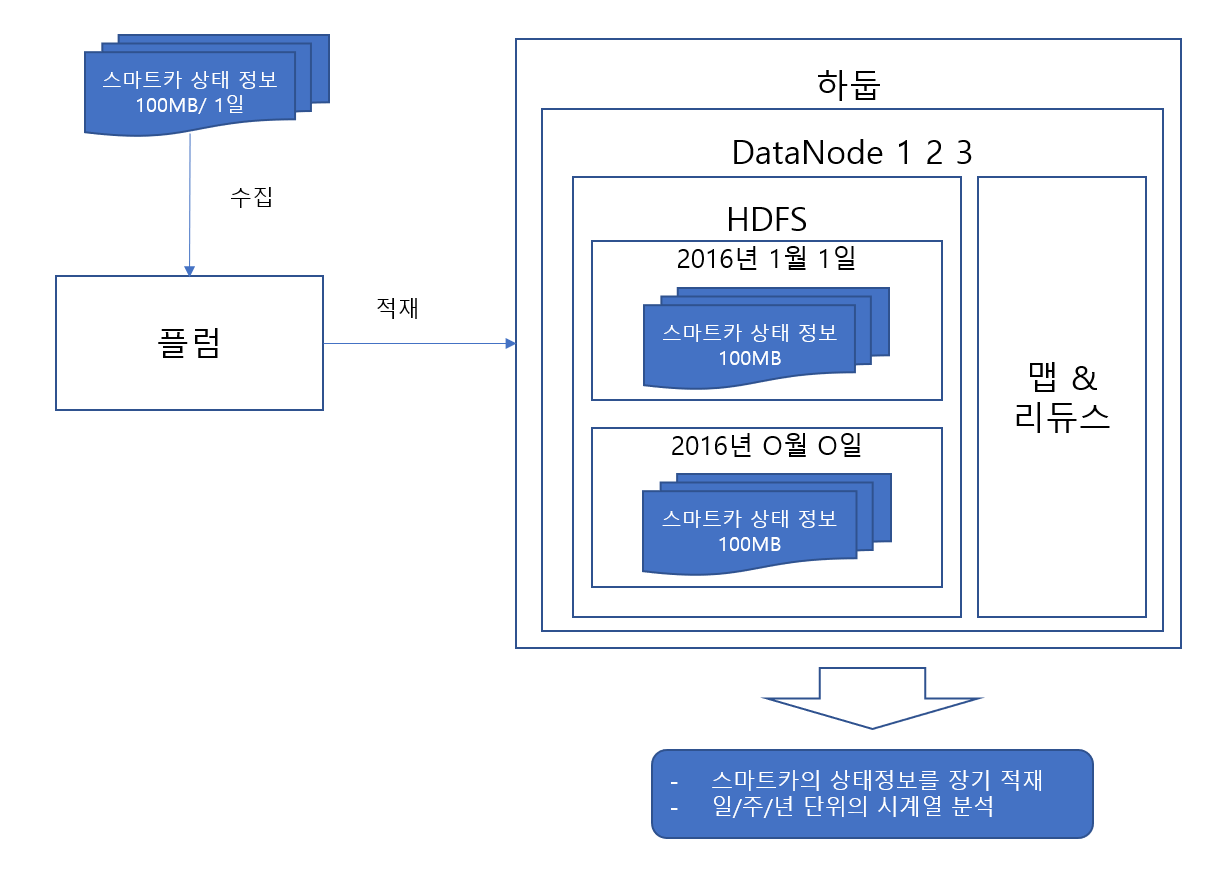 스마트카 상태 정보
100MB/ 1일
수집
플럼
적재
하둡
DataNode 1 2 3
HDFS
2016년 1월 1일
스마트카 상태 정보
100MB
2016년 O월 O일
스마트카 상태 정보
100MB
맵 &
리듀스
- 스마트카의 상태정보를 장기 적재
- 일/주/년 단위의 시계열 분석